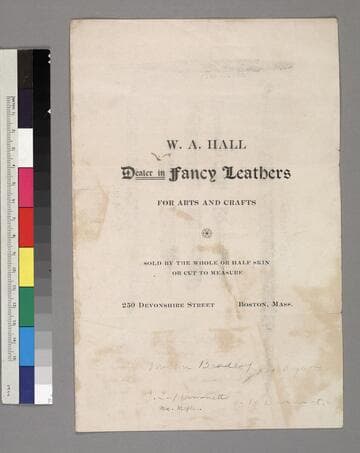 W. A. HALL
Dealer in Fancy Leathers
FOR ARTS AND CRAFTS
SOLD BY THE WHOLE OR HALF SKIN
OR CUT TO MEASURE
250 DEVONSHIRE STREET BOSTON, MASS.